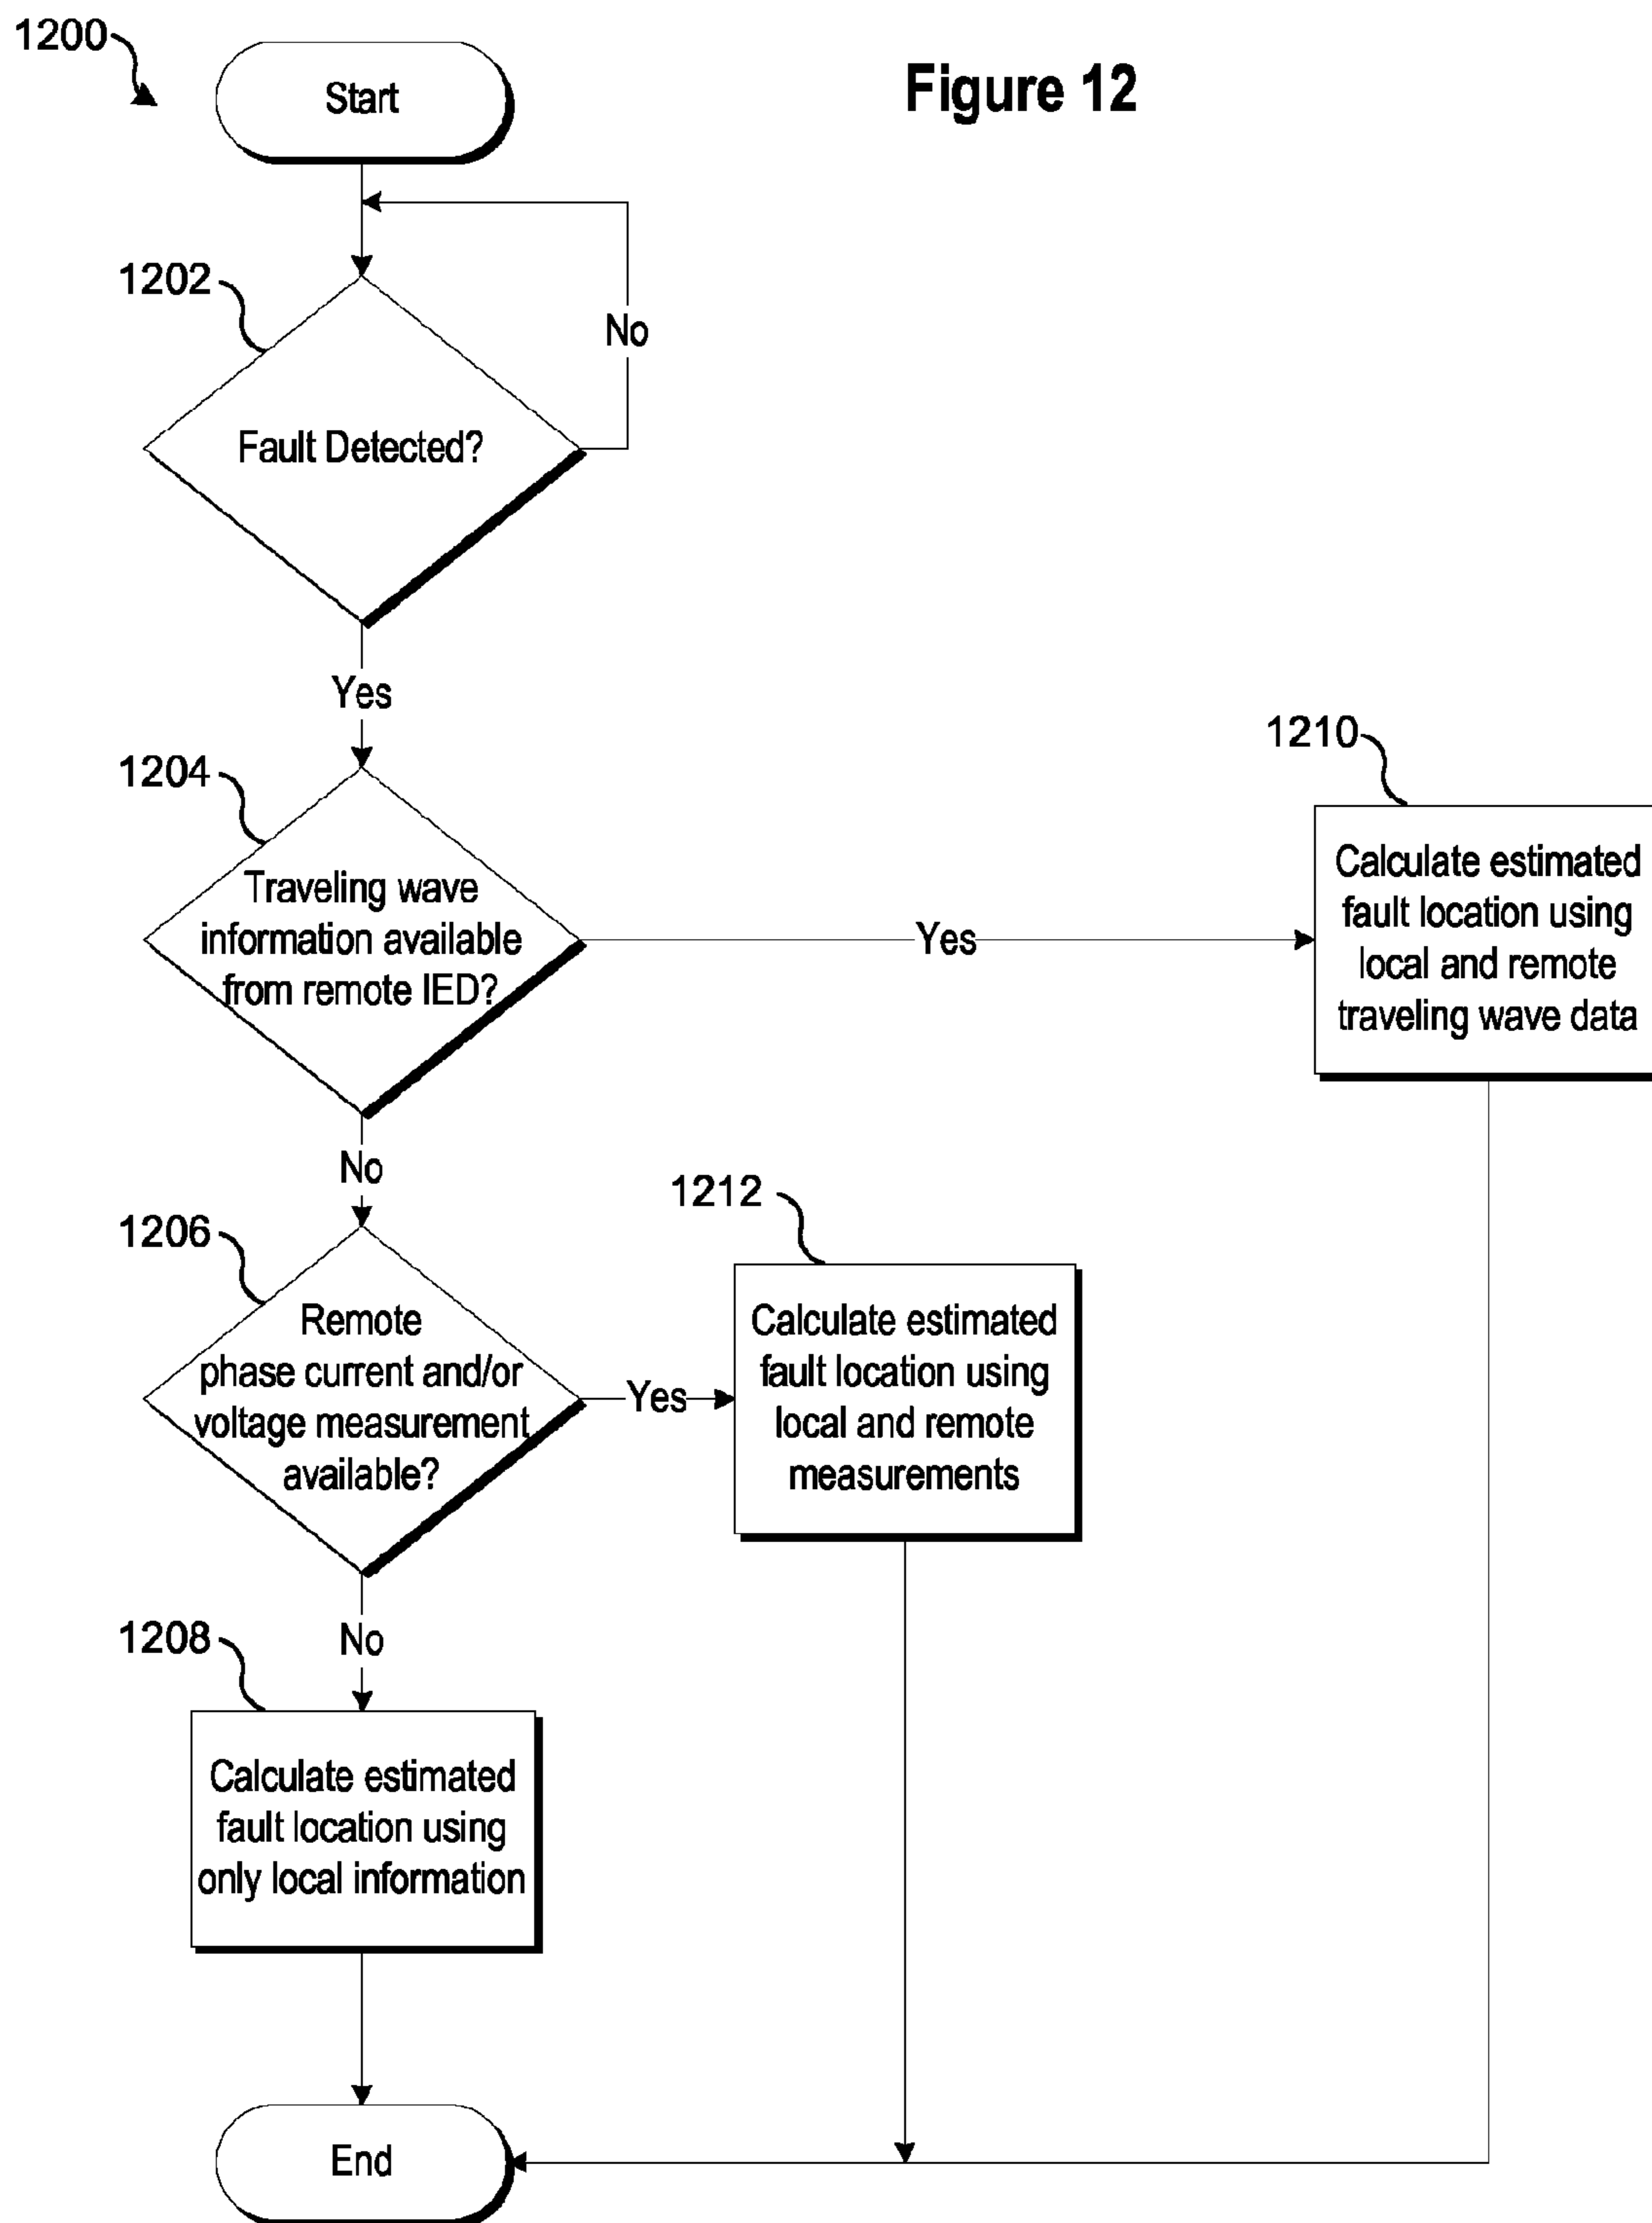 1200
Start
Figure 12
1202
No
Fault Detected?
Yes
1204
1210
Traveling wave
information available
from remote IED?
Yes
Calculate estimated
fault location using
local and remote
traveling wave data
No
1206
1212
Remote
phase current and/or
voltage measurement
available?
Yes
Calculate estimated
fault location using
local and remote
measurements
No
1208
Calculate estimated
fault location using
only local information
End